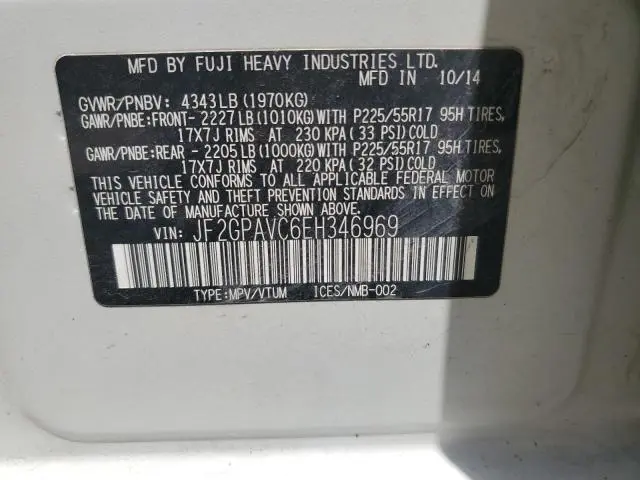 MFD BY FUJI HEAVY INDUSTRIES LTD.
MFD IN 10/14
GVWR/PNBV: 4343LB (1970KG)
GAWR/PNBE:FRONT- 2227LB (1010KG) WITH P225/55R17 95H TIRES,
17X7J RIMS AT 230 KPA (33 PSI) COLD
GAWR/PNBE:REAR - 2205LB (1000KG) WITH P225/55R17 95H TIRES,
17X7J RIMS AT 220 KPA (32 PSI) COLD
THIS VEHICLE CONFORMS TO ALL APPLICABLE FEDERAL MOTOR
VEHICLE SAFETY AND THEFT PREVENTION STANDARDS IN EFFECT
ON THE DATE OF MANUFACTURE SHOWN ABOVE.
VIN: JF2GPAVC6EH346969
TYPE:MPV/VTUM ICES/NMB-002